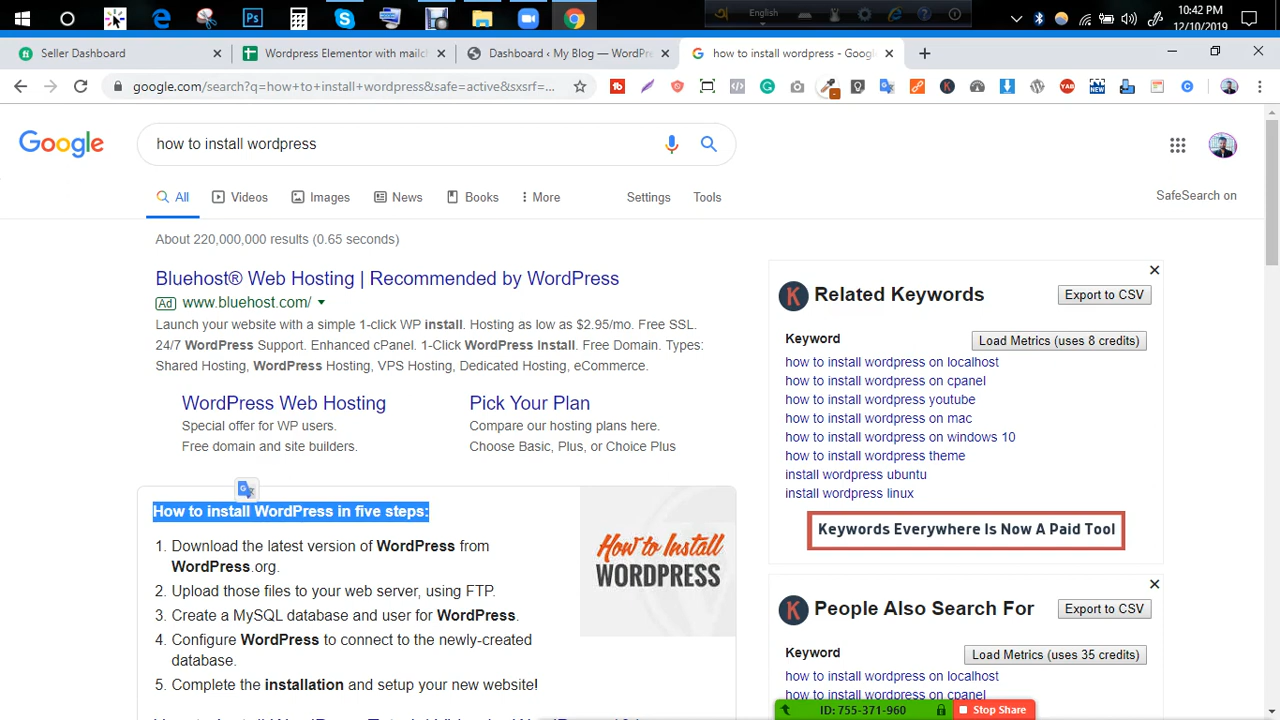 English
10:42 PM
12/10/2019
Seller Dashboard
Wordpress Elementor with mailch
Dashboard ‹ My Blog — WordPre
how to install wordpress - Googl
google.com/search?q=how+to+install+wordpress&safe=active&sxsrf=...
Google
how to install wordpress
All
Videos
Images
News
Books
More
Settings
Tools
SafeSearch on
About 220,000,000 results (0.65 seconds)
Bluehost® Web Hosting | Recommended by WordPress
Ad www.bluehost.com/
Launch your website with a simple 1-click WP install. Hosting as low as $2.95/mo. Free SSL.
24/7 WordPress Support. Enhanced cPanel. 1-Click WordPress Install. Free Domain. Types:
Shared Hosting, WordPress Hosting, VPS Hosting, Dedicated Hosting, eCommerce.
WordPress Web Hosting
Special offer for WP users.
Free domain and site builders.
Pick Your Plan
Compare our hosting plans here.
Choose Basic, Plus, or Choice Plus
How to install WordPress in five steps:
1. Download the latest version of WordPress from
WordPress.org.
2. Upload those files to your web server, using FTP.
3. Create a MySQL database and user for WordPress.
4. Configure WordPress to connect to the newly-created
database.
5. Complete the installation and setup your new website!
How to Install
WORDPRESS
Related Keywords
Export to CSV
Keyword
Load Metrics (uses 8 credits)
how to install wordpress on localhost
how to install wordpress on cpanel
how to install wordpress youtube
how to install wordpress on mac
how to install wordpress on windows 10
how to install wordpress theme
install wordpress ubuntu
install wordpress linux
Keywords Everywhere Is Now A Paid Tool
People Also Search For
Export to CSV
Keyword
Load Metrics (uses 35 credits)
how to install wordpress on localhost
how to install wordpress on cpanel
ID: 755-371-960
Stop Share